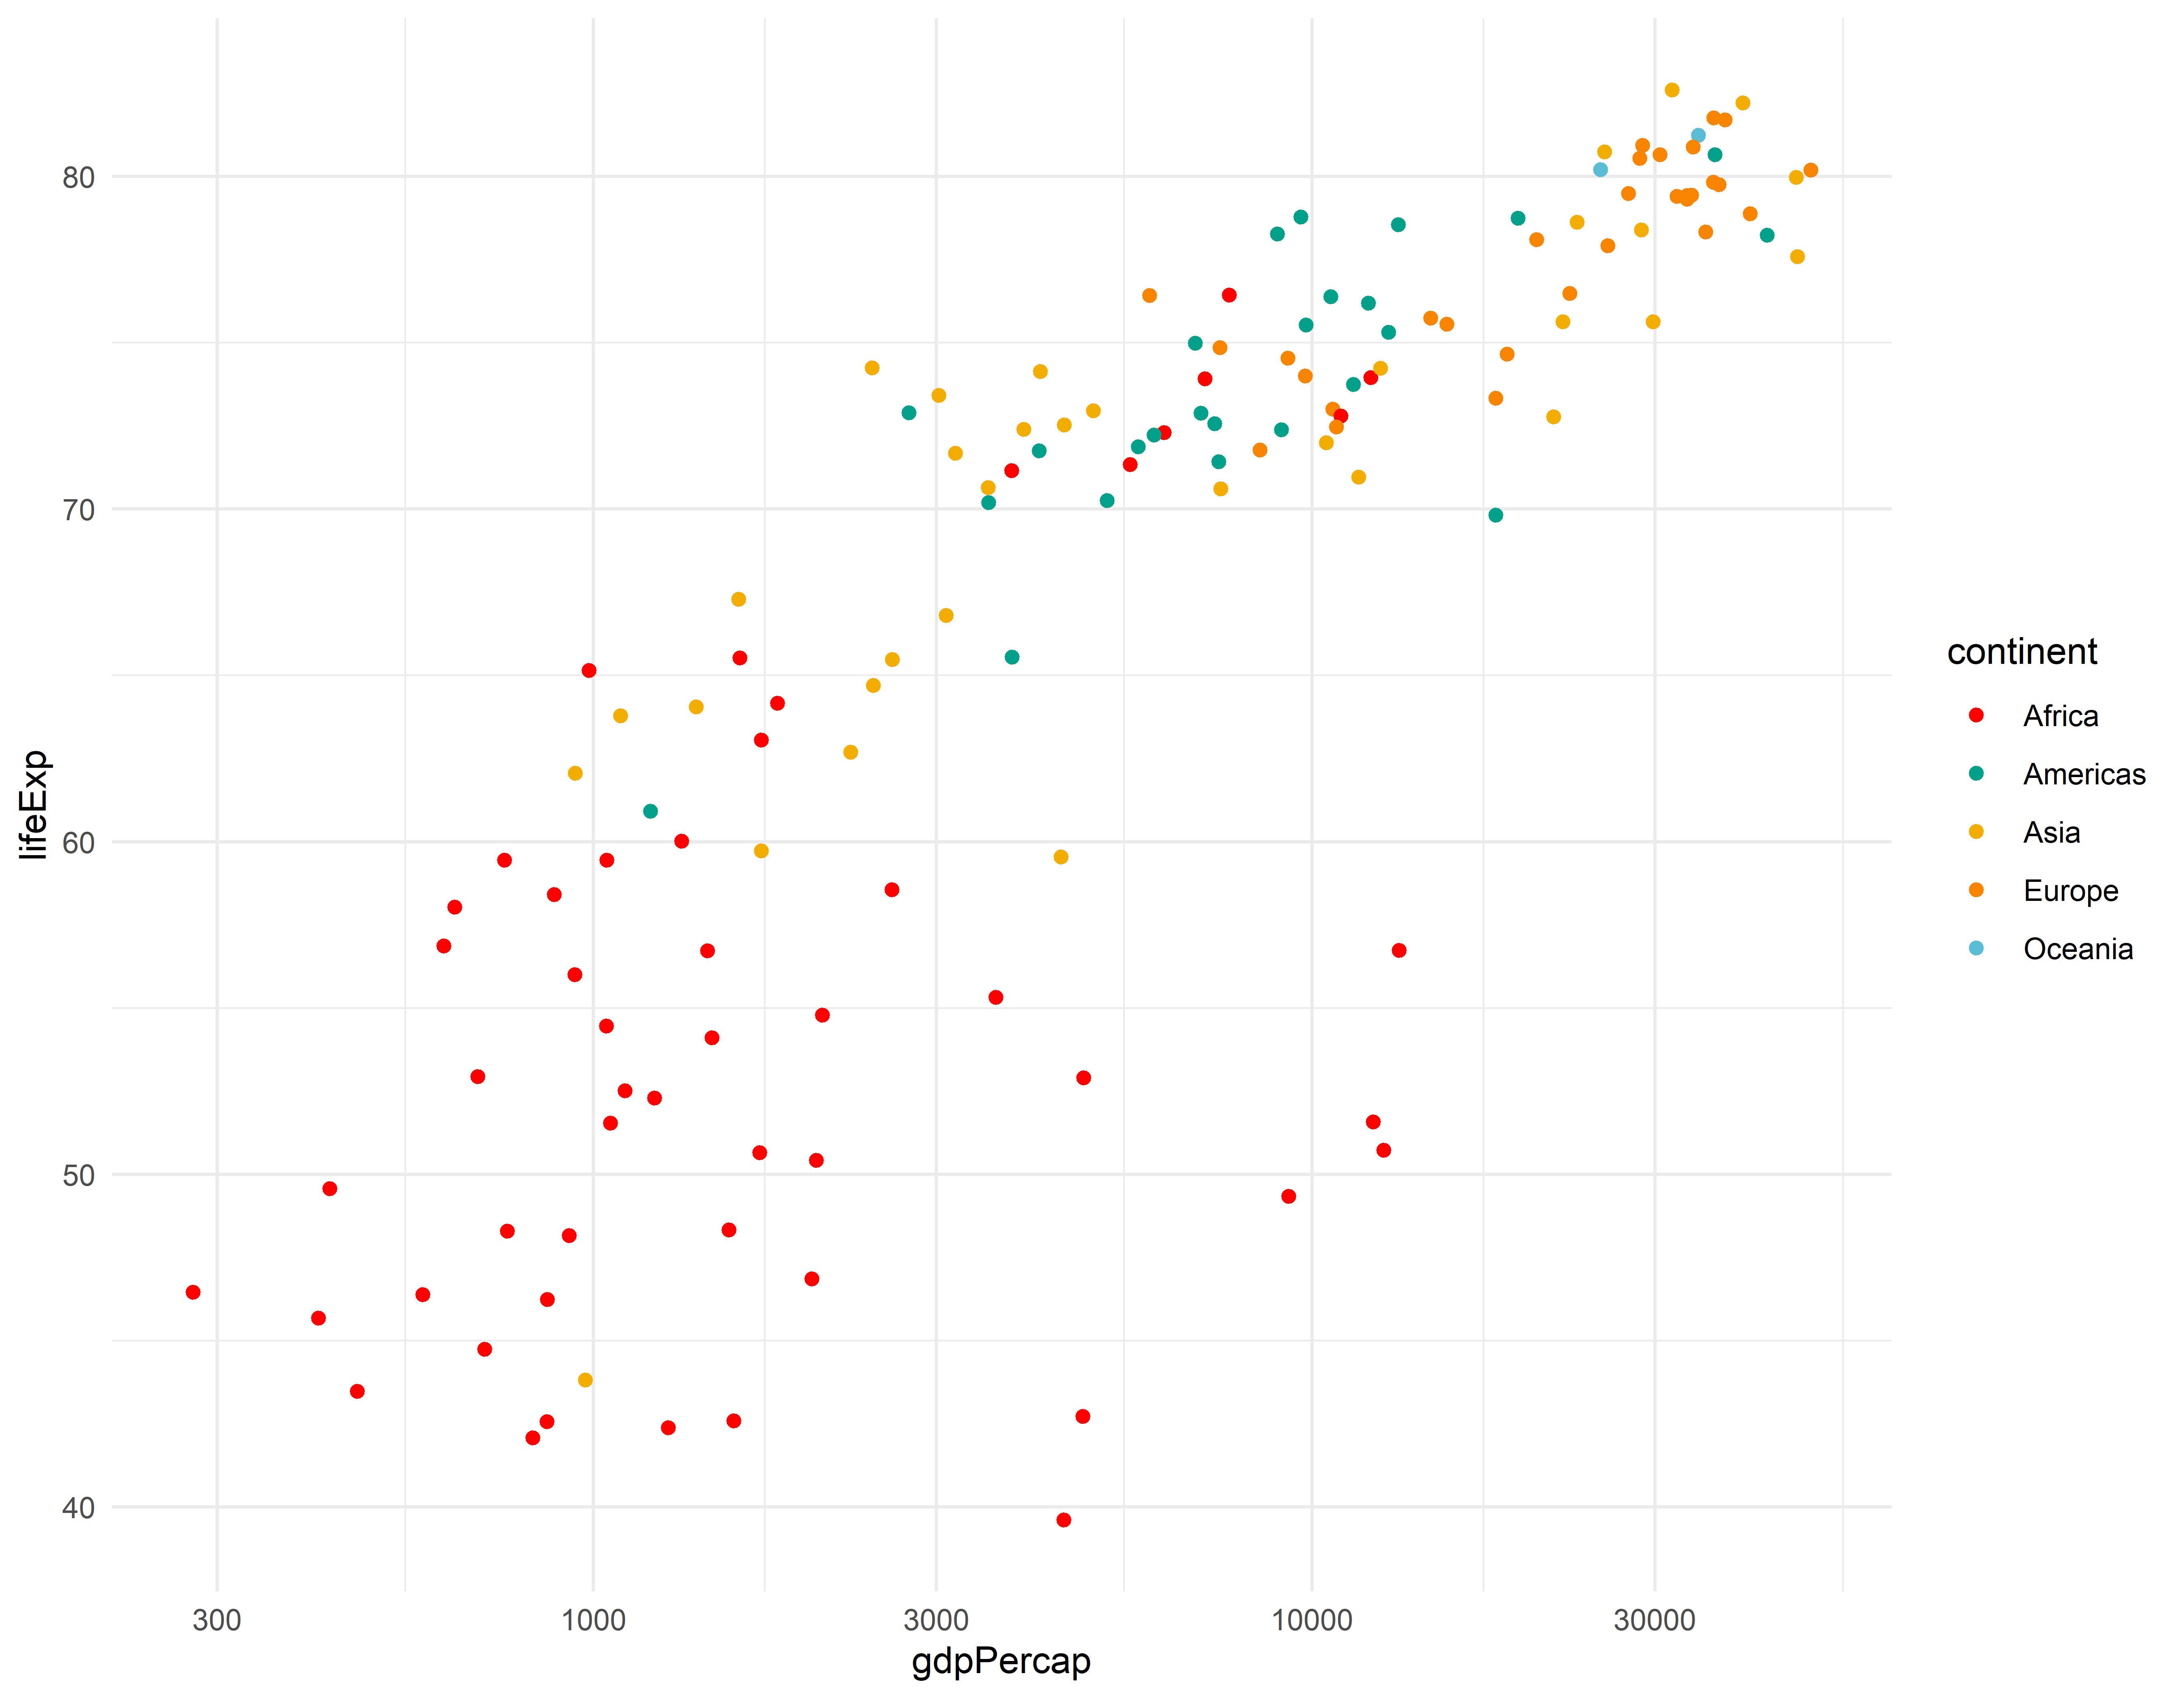 80
70
60
50
40
lifeExp
300
1000
3000
10000
30000
gdpPercap
continent
Africa
Americas
Asia
Europe
Oceania